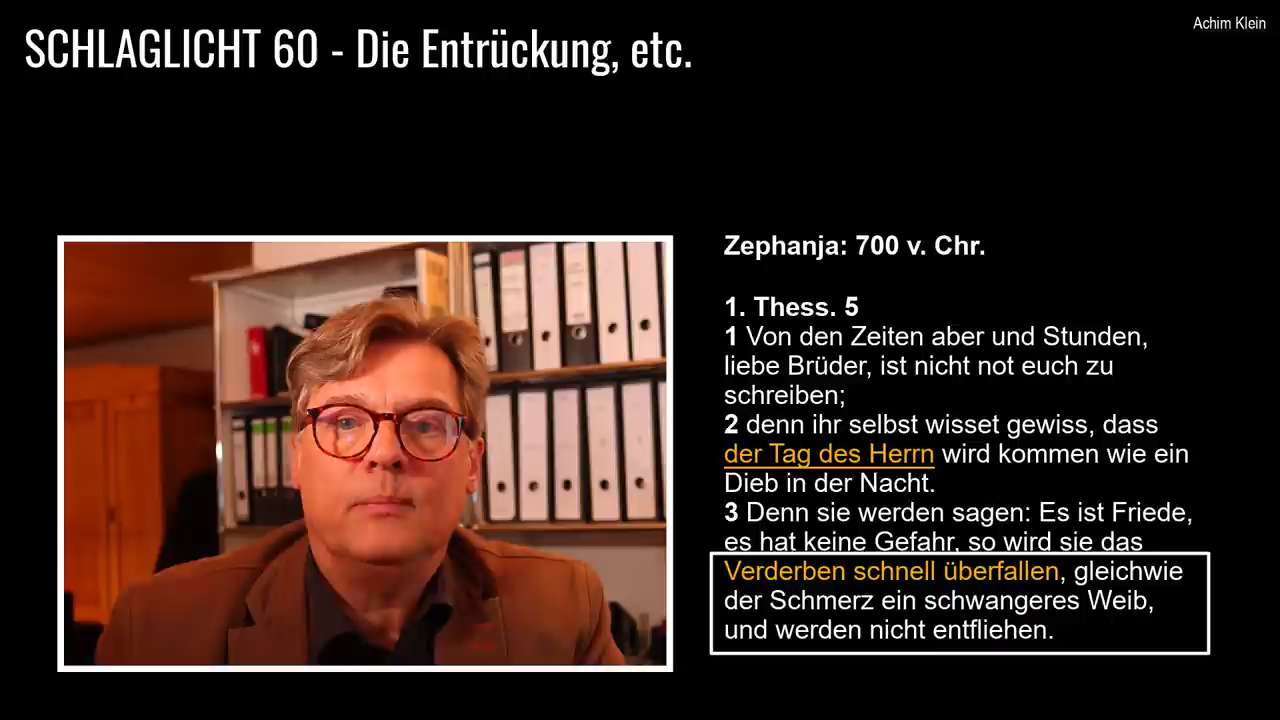 SCHLAGLICHT 60 - Die Entrückung, etc.
Achim Klein
Zephanja: 700 v. Chr.
1. Thess. 5
1 Von den Zeiten aber und Stunden,
liebe Brüder, ist nicht not euch zu
schreiben;
2 denn ihr selbst wisset gewiss, dass
der Tag des Herrn wird kommen wie ein
Dieb in der Nacht.
3 Denn sie werden sagen: Es ist Friede,
es hat keine Gefahr, so wird sie das
Verderben schnell überfallen, gleichwie
der Schmerz ein schwangeres Weib,
und werden nicht entfliehen.